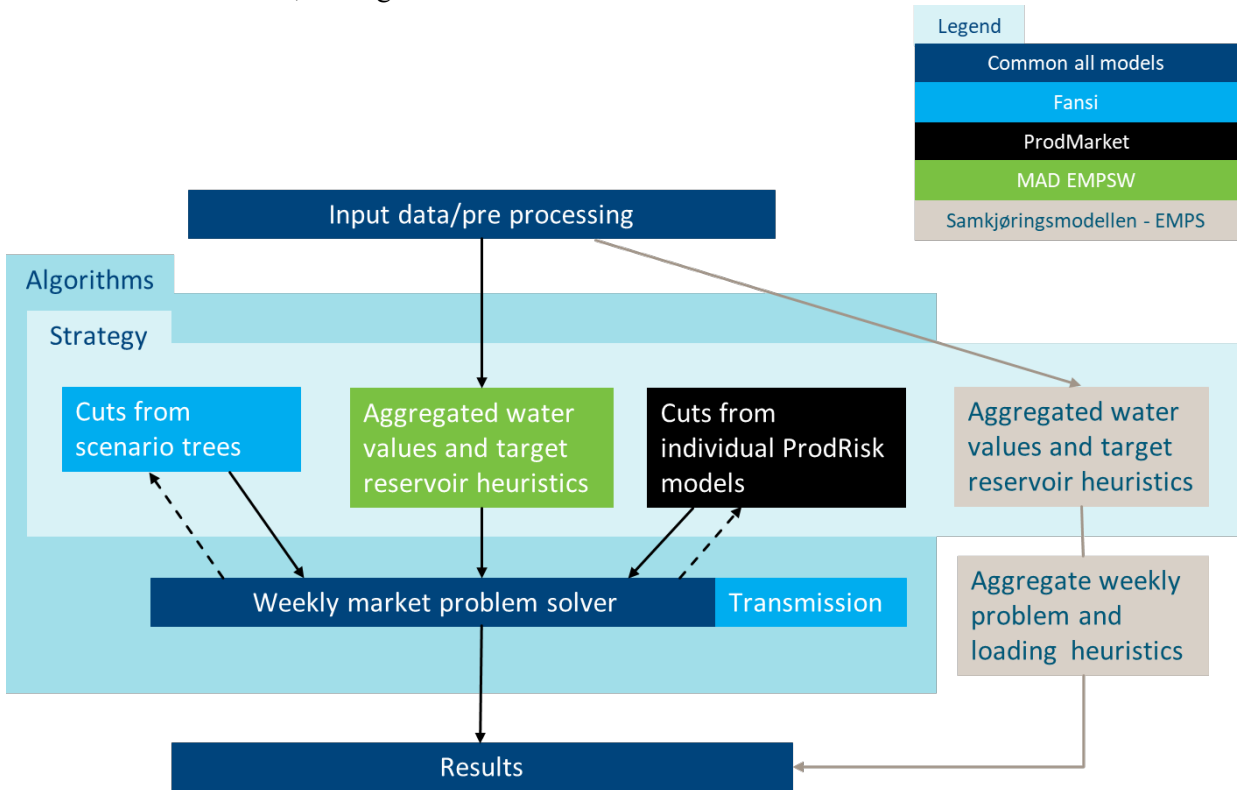 Legend
Common all models
Fansi
ProdMarket
MAD EMPSW
Samkjøringsmodellen - EMPS
Input data/pre processing
Algorithms
Strategy
Cuts from
scenario trees
Aggregated water
values and target
reservoir heuristics
Cuts from
individual ProdRisk
models
Aggregated water
values and target
reservoir heuristics
Weekly market problem solver
Transmission
Aggregate weekly
problem and
loading heuristics
Results